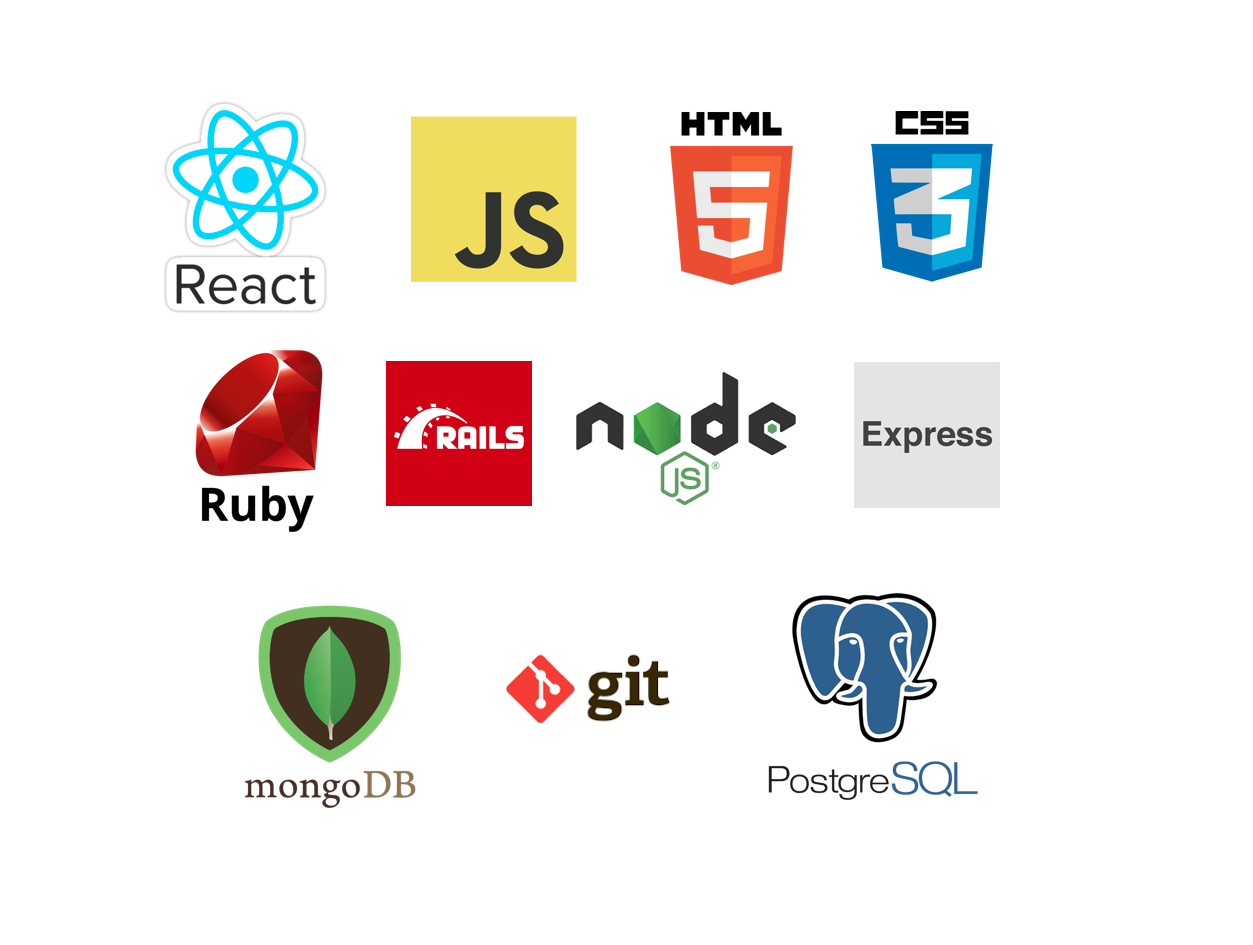 React
JS
HTML
5
CSS
3
Ruby
RAILS
node
JS
®
Express
mongoDB
git
PostgreSQL